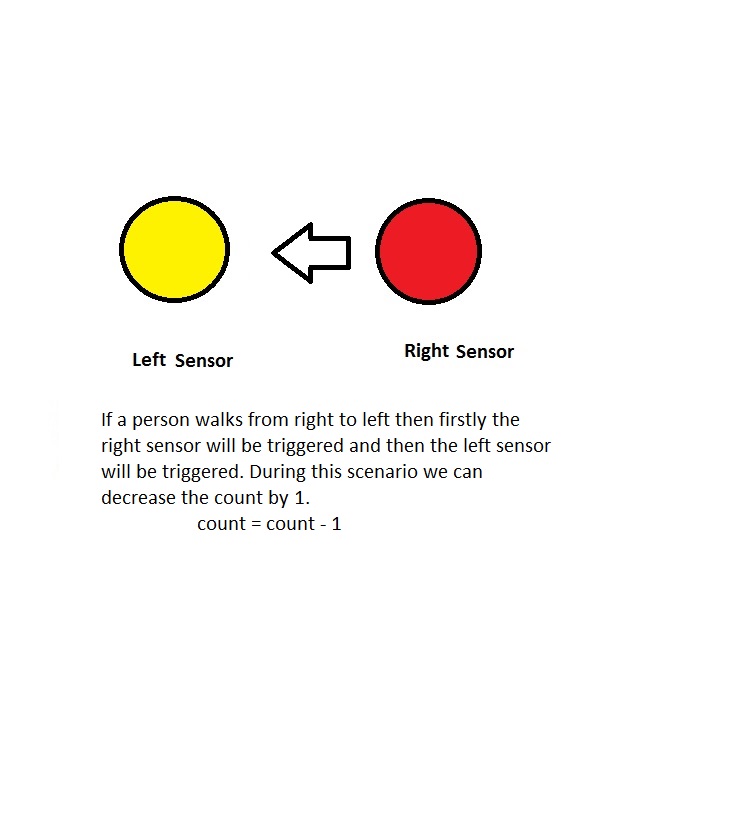 Left Sensor
Right Sensor
If a person walks from right to left then firstly the
right sensor will be triggered and then the left sensor
will be triggered. During this scenario we can
decrease the count by 1.
count = count - 1